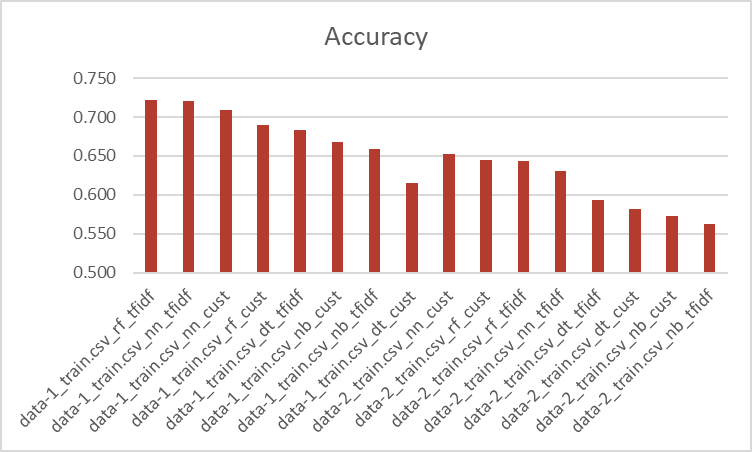 Accuracy
0.750
0.700
0.650
0.600
0.550
0.500
data-1_train.csv_rf_tfidf
data-1_train.csv_nn_tfidf
data-1_train.csv_nn_cust
data-1_train.csv_rf_cust
data-1_train.csv_dt_tfidf
data-1_train.csv_nb_cust
data-1_train.csv_nb_tfidf
data-1_train.csv_dt_cust
data-2_train.csv_nn_cust
data-2_train.csv_rf_cust
data-2_train.csv_rf_tfidf
data-2_train.csv_nn_tfidf
data-2_train.csv_dt_tfidf
data-2_train.csv_dt_cust
data-2_train.csv_nb_cust
data-2_train.csv_nb_tfidf